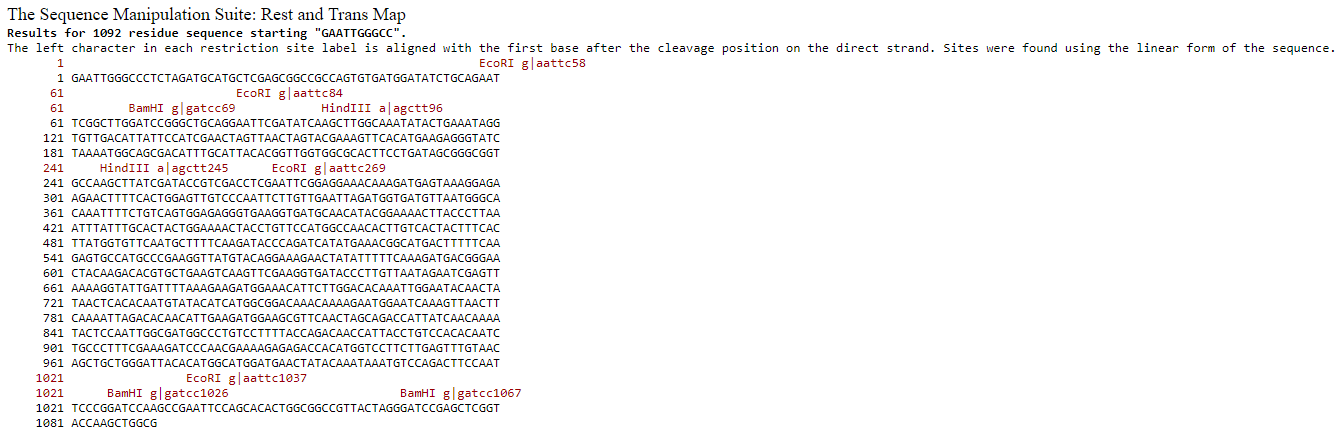 The Sequence Manipulation Suite: Rest and Trans Map
Results for 1092 residue sequence starting "GAATTGGGCC".
The left character in each restriction site label is aligned with the first base after the cleavage position on the direct strand. Sites were found using the linear form of the sequence.
1 EcoRI g|aattc58
1 GAATTGGGCCCTCTAGATGCATGCTCGAGCGGCCGCCAGTGTGATGGATATCTGCAGAAT
61 EcoRI g|aattc84
61 BamHI g|gatcc69 HindIII a|agctt96
61 TCGGCTTGGATCCGGGCTGCAGGAATTCGATATCAAGCTTGGCAAATATACTGAAATAGG
121 TGTTGACATTATTCCATCGAACTAGTTAACTAGTACGAAAGTTCACATGAAGAGGGTATC
181 TAAAATGGCAGCGACATTTGCATTACACGGTTGGTGGCGCACTTCCTGATAGCGGGCGGT
241 HindIII a|agctt245 EcoRI g|aattc269
241 GCCAAGCTTATCGATACCGTCGACCTCGAATTCGGAGGAAACAAAGATGAGTAAAGGAGA
301 AGAACTTTTCACTGGAGTTGTCCCAATTCTTGTTGAATTAGATGGTGATGTTAATGGGCA
361 CAAATTTTCTGTCAGTGGAGAGGGTGAAGGTGATGCAACATACGGAAAACTTACCCTTAA
421 ATTTATTTGCACTACTGGAAAACTACCTGTTCCATGGCCAACACTTGTCACTACTTTCAC
481 TTATGGTGTTCAATGCTTTTCAAGATACCCAGATCATATGAAACGGCATGACTTTTTCAA
541 GAGTGCCATGCCCGAAGGTTATGTACAGGAAAGAACTATATTTTTCAAAGATGACGGGAA
601 CTACAAGACACGTGCTGAAGTCAAGTTCGAAGGTGATACCCTTGTTAATAGAATCGAGTT
661 AAAAGGTATTGATTTTAAAGAAGATGGAAACATTCTTGGACACAAATTGGAATACAACTA
721 TAACTCACACAATGTATACATCATGGCGGACAAACAAAAGAATGGAATCAAAGTTAACTT
781 CAAAATTAGACACAACATTGAAGATGGAAGCGTTCAACTAGCAGACCATTATCAACAAAA
841 TACTCCAATTGGCGATGGCCCTGTCCTTTTACCAGACAACCATTACCTGTCCACACAATC
901 TGCCCTTTCGAAAGATCCCAACGAAAAGAGAGACCACATGGTCCTTCTTGAGTTTGTAAC
961 AGCTGCTGGGATTACACATGGCATGGATGAACTATACAAATAAATGTCCAGACTTCCAAT
1021 EcoRI g|aattc1037
1021 BamHI g|gatcc1026 BamHI g|gatcc1067
1021 TCCCGGATCCAAGCCGAATTCCAGCACACTGGCGGCCGTTACTAGGGATCCGAGCTCGGT
1081 ACCAAGCTGGCG